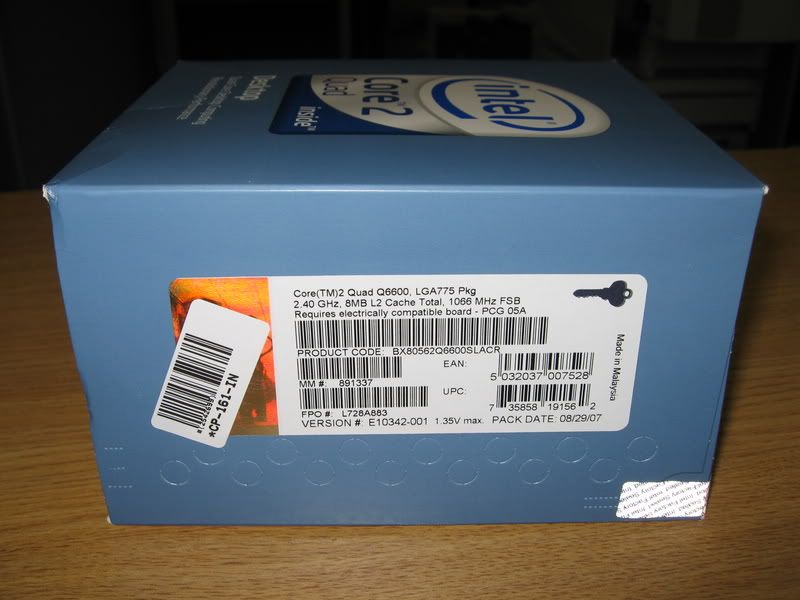 Desktop
intel
Core™2
Quad
inside™
Core(TM)2 Quad Q6600, LGA775 Pkg
2.40 GHz, 8MB L2 Cache Total, 1066 MHz FSB
Requires electrically compatible board - PCG 05A
PRODUCT CODE: BX80562Q6600SLACR
EAN:
5 032037 007528
MM #: 891337
UPC:
7 35858 19156 2
FPO #: L728A883
VERSION #: E10342-001 1.35V max. PACK DATE: 08/29/07
Made in Malaysia
*CP-161-IN